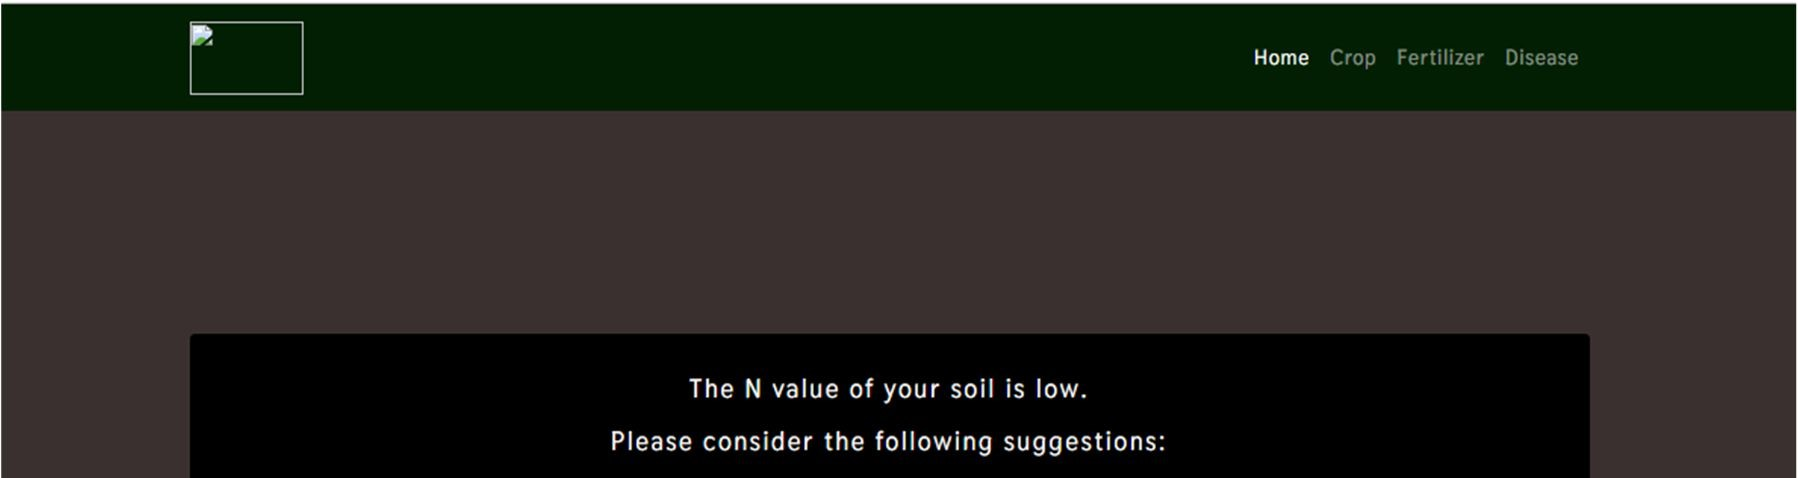 Home Crop Fertilizer Disease
The N value of your soil is low.
Please consider the following suggestions: